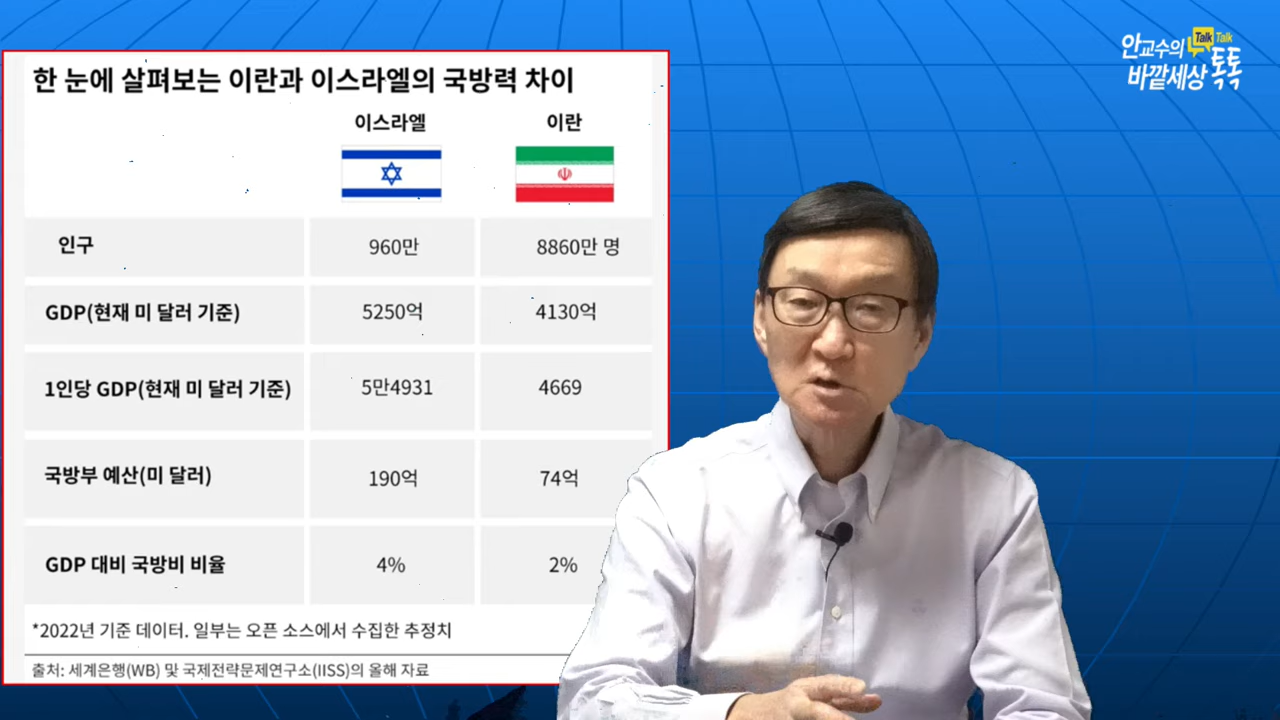 안교수의 Talk Talk
바깥세상 톡톡
한 눈에 살펴보는 이란과 이스라엘의 국방력 차이
이스라엘 이란
인구 960만 8860만 명
GDP(현재 미 달러 기준) 5250억 4130억
1인당 GDP(현재 미 달러 기준) 5만4931 4669
국방부 예산(미 달러) 190억 74억
GDP 대비 국방비 비율 4% 2%
*2022년 기준 데이터. 일부는 오픈 소스에서 수집한 추정치
출처: 세계은행(WB) 및 국제전략문제연구소(IISS)의 올해 자료